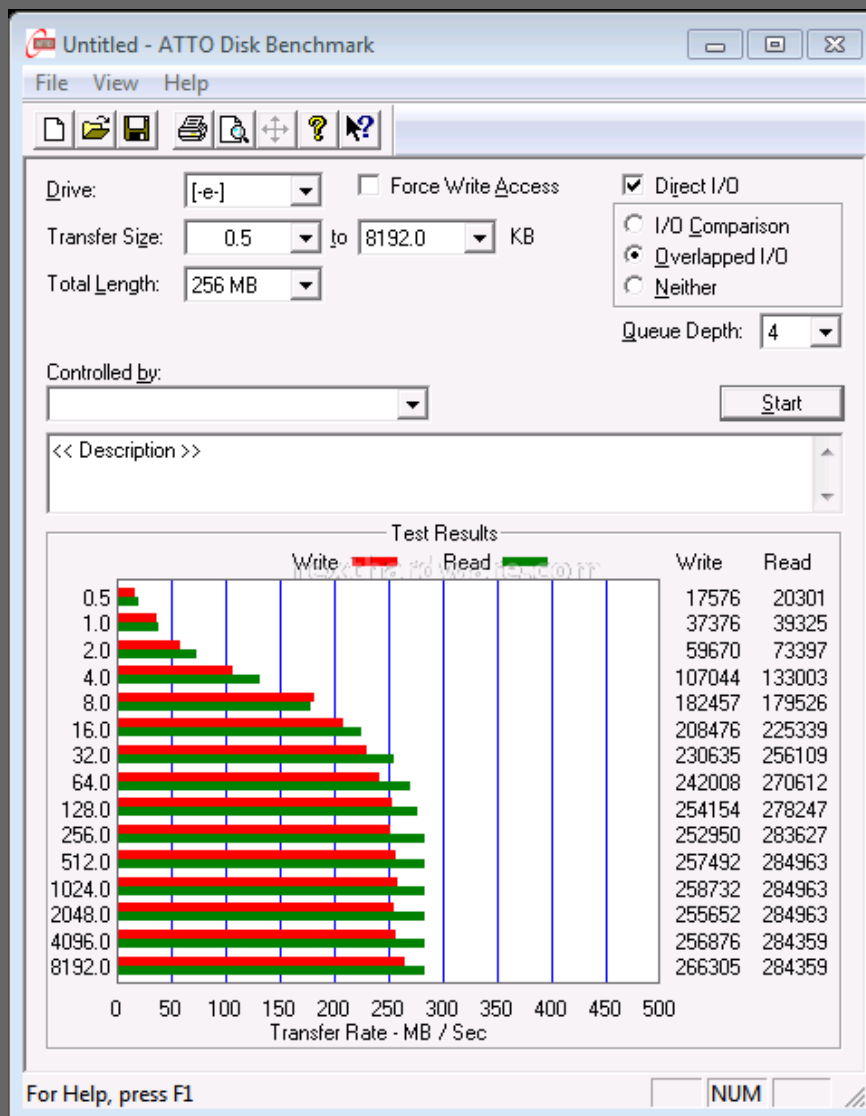 Untitled - ATTO Disk Benchmark
File View Help
Drive: [-e-] Force Write Access Direct I/O
Transfer Size: 0.5 to 8192.0 KB I/O Comparison
Overlapped I/O
Total Length: 256 MB Neither
Queue Depth: 4
Controlled by:
Start
<< Description >>
Test Results
Write Read Write Read
nexthardware.com
0.5 17576 20301
1.0 37376 39325
2.0 59670 73397
4.0 107044 133003
8.0 182457 179526
16.0 208476 225339
32.0 230635 256109
64.0 242008 270612
128.0 254154 278247
256.0 252950 283627
512.0 257492 284963
1024.0 258732 284963
2048.0 255652 284963
4096.0 256876 284359
8192.0 266305 284359
0 50 100 150 200 250 300 350 400 450 500
Transfer Rate - MB / Sec
For Help, press F1 NUM